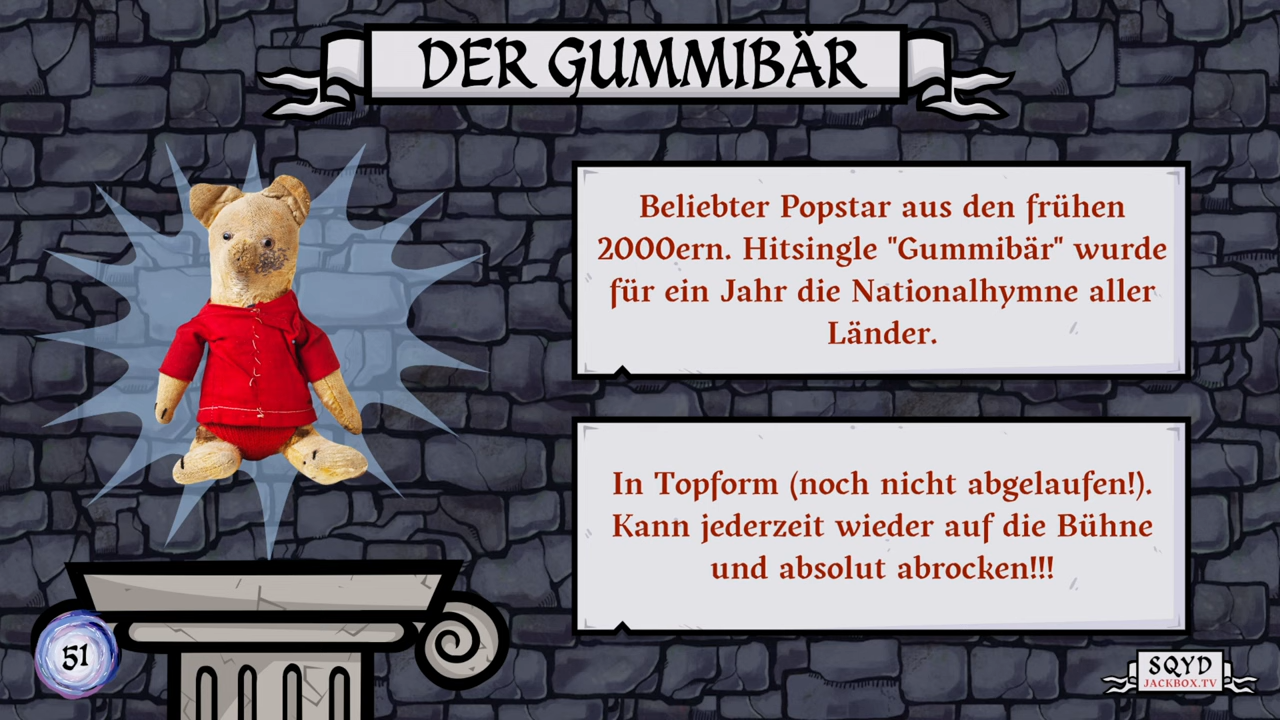 DER GUMMIBÄR
Beliebter Popstar aus den frühen
2000ern. Hitsingle "Gummibär" wurde
für ein Jahr die Nationalhymne aller
Länder.
In Topform (noch nicht abgelaufen!).
Kann jederzeit wieder auf die Bühne
und absolut abrocken!!!
51
SQYD
JACKBOX.TV